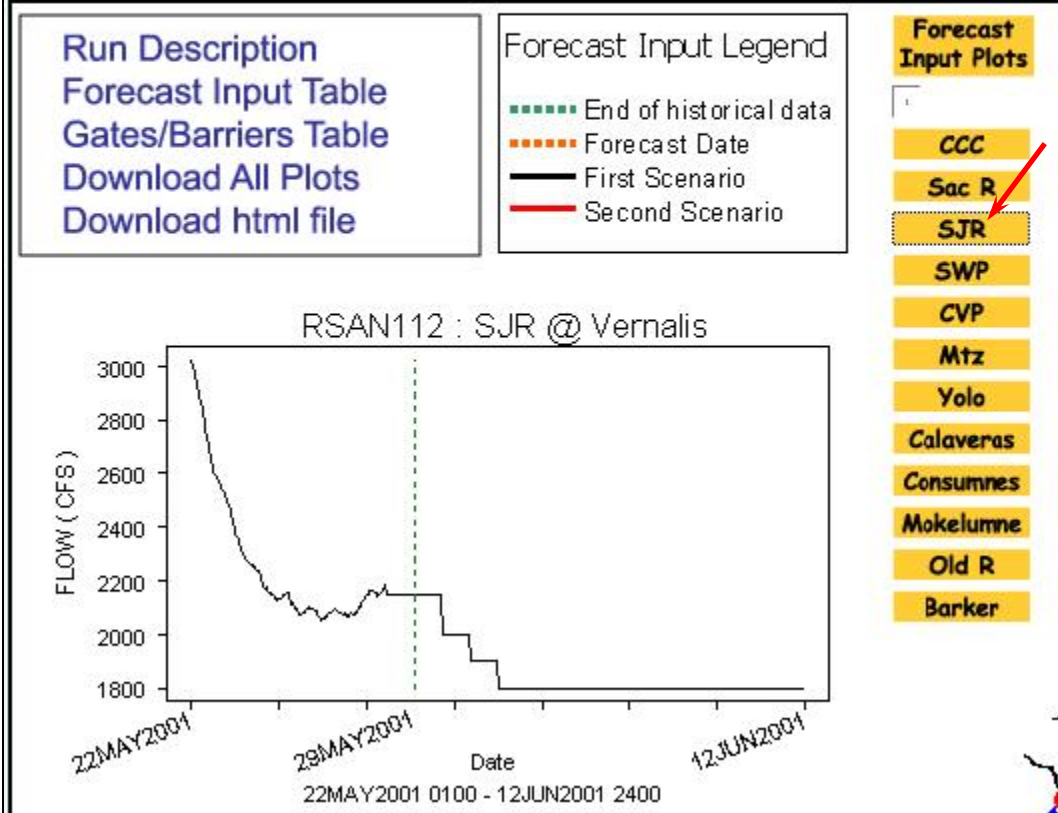 Run Description
Forecast Input Table
Gates/Barriers Table
Download All Plots
Download html file
Forecast Input Legend
End of historical data
Forecast Date
First Scenario
Second Scenario
Forecast
Input Plots
CCC
Sac R
SJR
SWP
CVP
Mtz
Yolo
Calaveras
Consumnes
Mokelumne
Old R
Barker
RSAN112 : SJR @ Vernalis
FLOW ( CFS )
3000
2800
2600
2400
2200
2000
1800
22MAY2001
29MAY2001
12JUN2001
Date
22MAY2001 0100 - 12JUN2001 2400